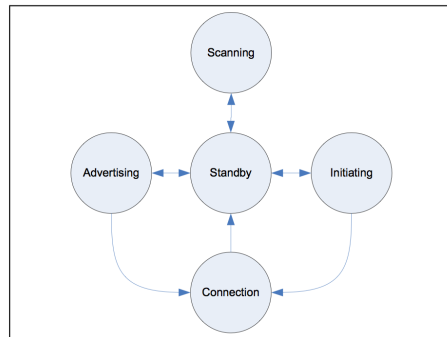 Scanning
Advertising
Standby
Initiating
Connection